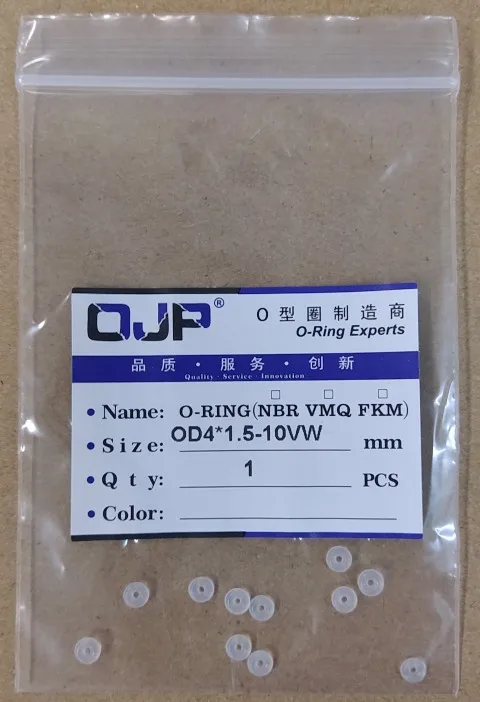 OJP®
O 型 圈 制 造 商
O-Ring Experts
品 质 · 服 务 · 创 新
Quality · Service · Innovation
• Name: O-RING(□NBR □VMQ □FKM)
• Size: OD4*1.5-10VW mm
• Qty: 1 PCS
• Color: